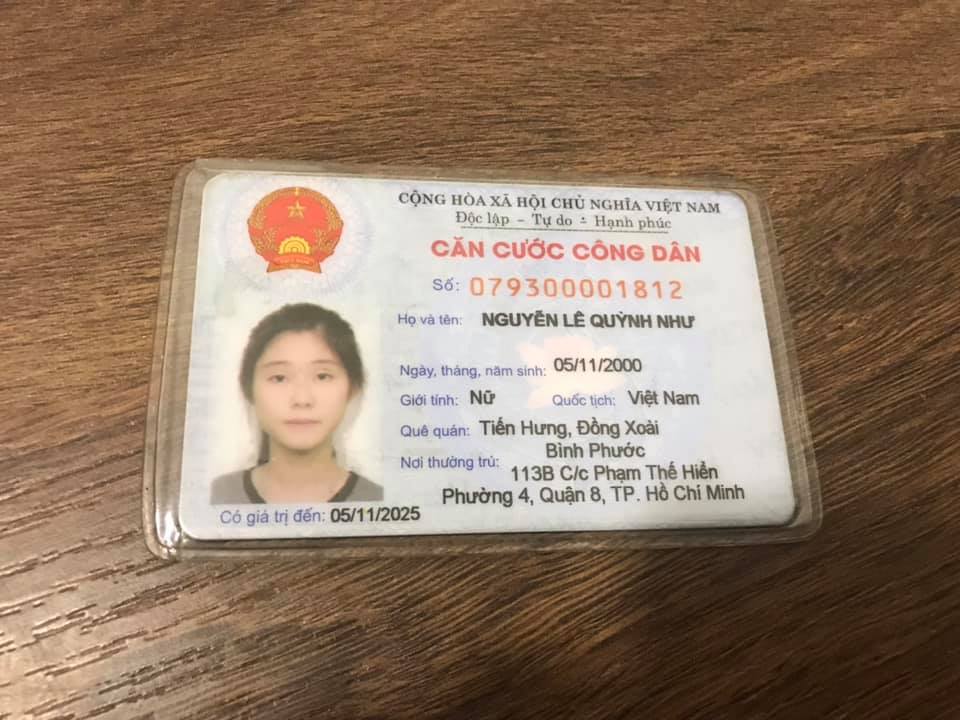 CỘNG HÒA XÃ HỘI CHỦ NGHĨA VIỆT NAM
Độc lập - Tự do - Hạnh phúc
CĂN CƯỚC CÔNG DÂN
Số: 079300001812
Họ và tên: NGUYỄN LÊ QUỲNH NHƯ
Ngày, tháng, năm sinh: 05/11/2000
Giới tính: Nữ Quốc tịch: Việt Nam
Quê quán: Tiến Hưng, Đồng Xoài
Bình Phước
Nơi thường trú: 113B C/c Phạm Thế Hiển
Phường 4, Quận 8, TP. Hồ Chí Minh
Có giá trị đến: 05/11/2025